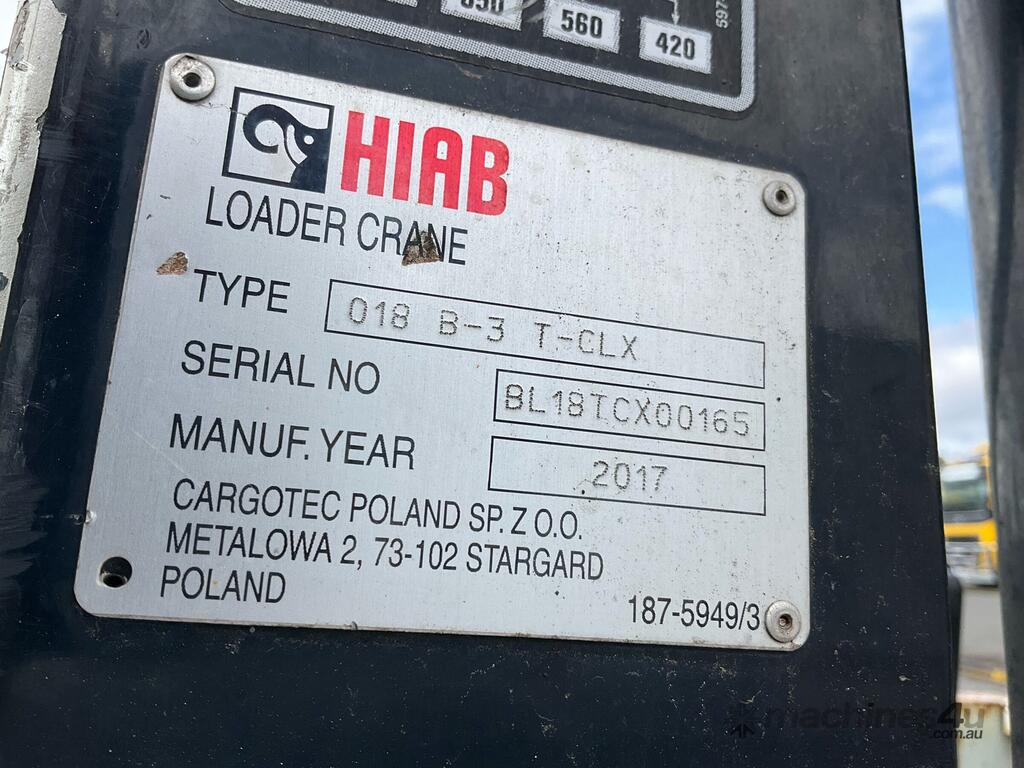 560
420
HIAB
LOADER CRANE
TYPE 018 B-3 T-CLX
SERIAL NO BL18TCX00165
MANUF. YEAR 2017
CARGOTEC POLAND SP. Z O.O.
METALOWA 2, 73-102 STARGARD
POLAND
187-5949/3
machines4u
.com.au